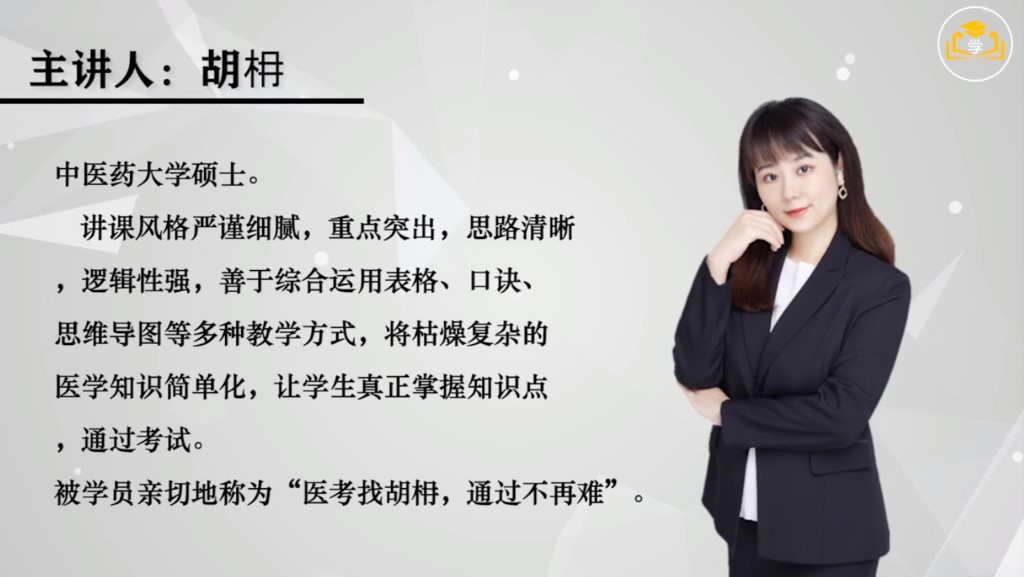 主讲人：胡枏
学
中医药大学硕士。
讲课风格严谨细腻，重点突出，思路清晰
，逻辑性强，善于综合运用表格、口诀、
思维导图等多种教学方式，将枯燥复杂的
医学知识简单化，让学生真正掌握知识点
，通过考试。
被学员亲切地称为“医考找胡枏，通过不再难”。